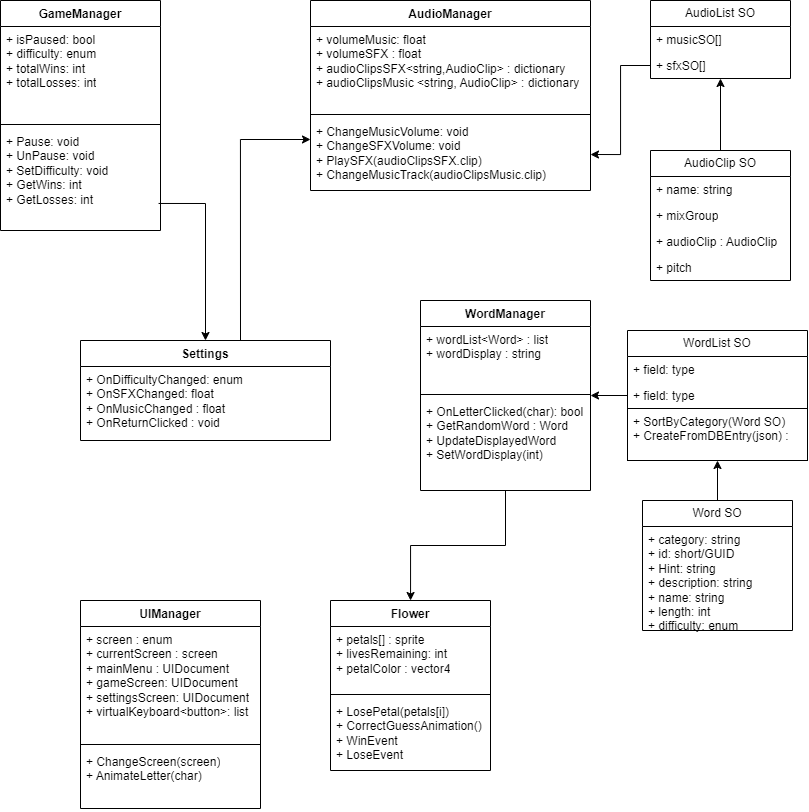 GameManager
+ isPaused: bool
+ difficulty: enum
+ totalWins: int
+ totalLosses: int
+ Pause: void
+ UnPause: void
+ SetDifficulty: void
+ GetWins: int
+ GetLosses: int
AudioManager
+ volumeMusic: float
+ volumeSFX : float
+ audioClipsSFX<string,AudioClip> : dictionary
+ audioClipsMusic <string, AudioClip> : dictionary
+ ChangeMusicVolume: void
+ ChangeSFXVolume: void
+ PlaySFX(audioClipsSFX.clip)
+ ChangeMusicTrack(audioClipsMusic.clip)
AudioList SO
+ musicSO[]
+ sfxSO[]
AudioClip SO
+ name: string
+ mixGroup
+ audioClip : AudioClip
+ pitch
Settings
+ OnDifficultyChanged: enum
+ OnSFXChanged: float
+ OnMusicChanged : float
+ OnReturnClicked : void
WordManager
+ wordList<Word> : list
+ wordDisplay : string
+ OnLetterClicked(char): bool
+ GetRandomWord : Word
+ UpdateDisplayedWord
+ SetWordDisplay(int)
WordList SO
+ field: type
+ field: type
+ SortByCategory(Word SO)
+ CreateFromDBEntry(json) :
Word SO
+ category: string
+ id: short/GUID
+ Hint: string
+ description: string
+ name: string
+ length: int
+ difficulty: enum
UIManager
+ screen : enum
+ currentScreen : screen
+ mainMenu : UIDocument
+ gameScreen: UIDocument
+ settingsScreen: UIDocument
+ virtualKeyboard<button>: list
+ ChangeScreen(screen)
+ AnimateLetter(char)
Flower
+ petals[] : sprite
+ livesRemaining: int
+ petalColor : vector4
+ LosePetal(petals[i])
+ CorrectGuessAnimation()
+ WinEvent
+ LoseEvent